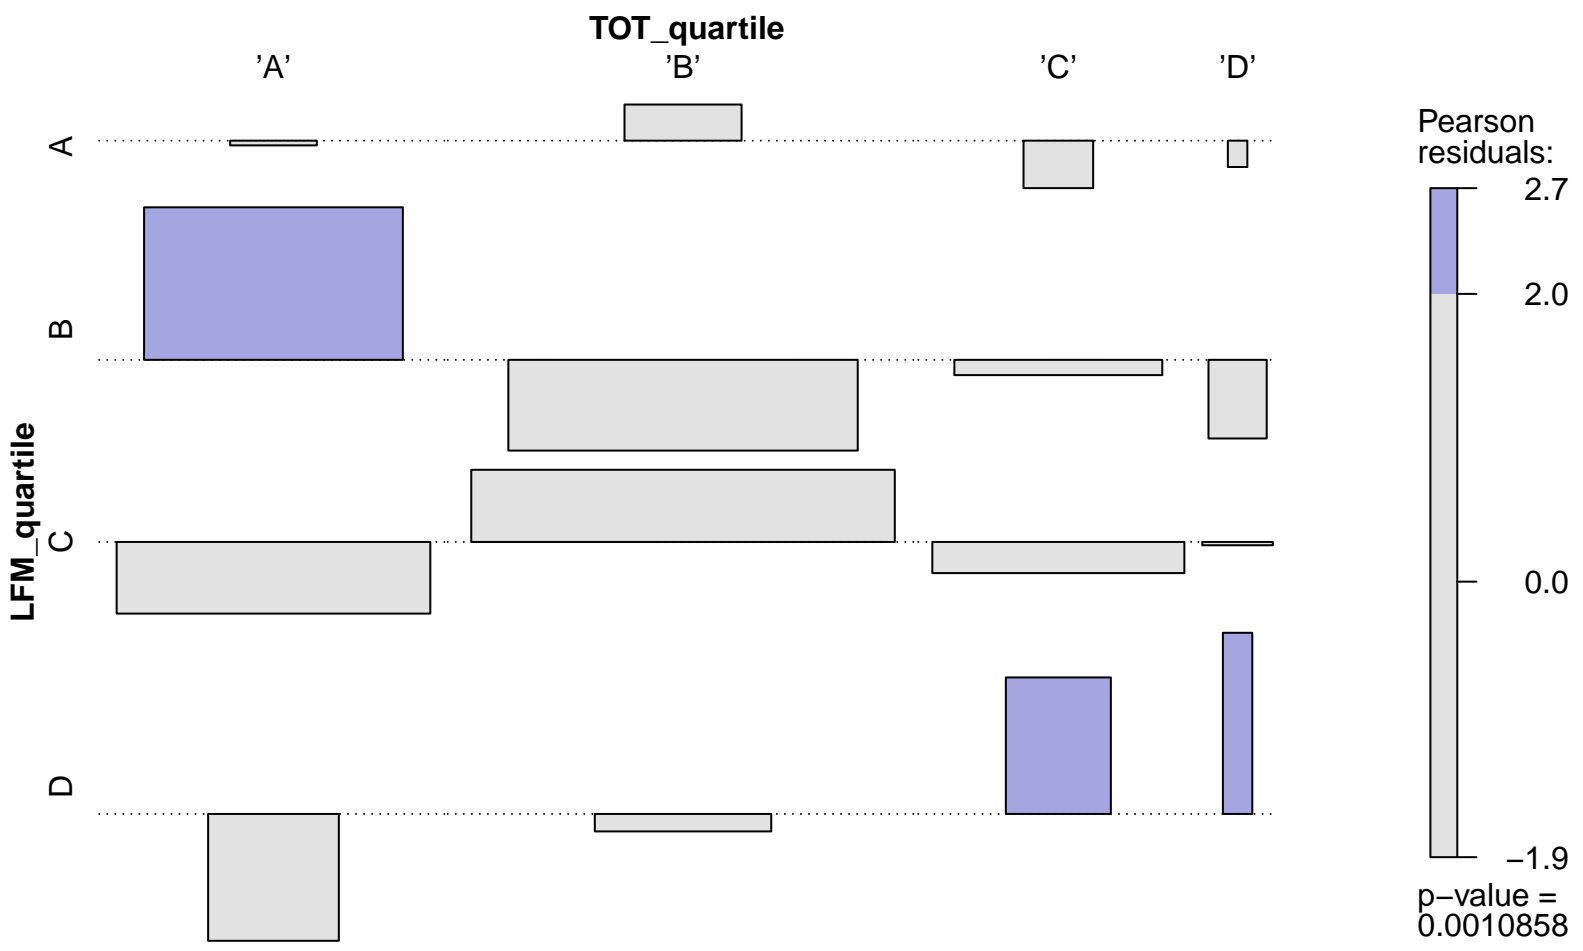 TOT_quartile
’A’ ’B’ ’C’ ’D’
LFM_quartile
A
B
C
D
Pearson
residuals:
2.7
2.0
0.0
−1.9
p−value =
0.0010858